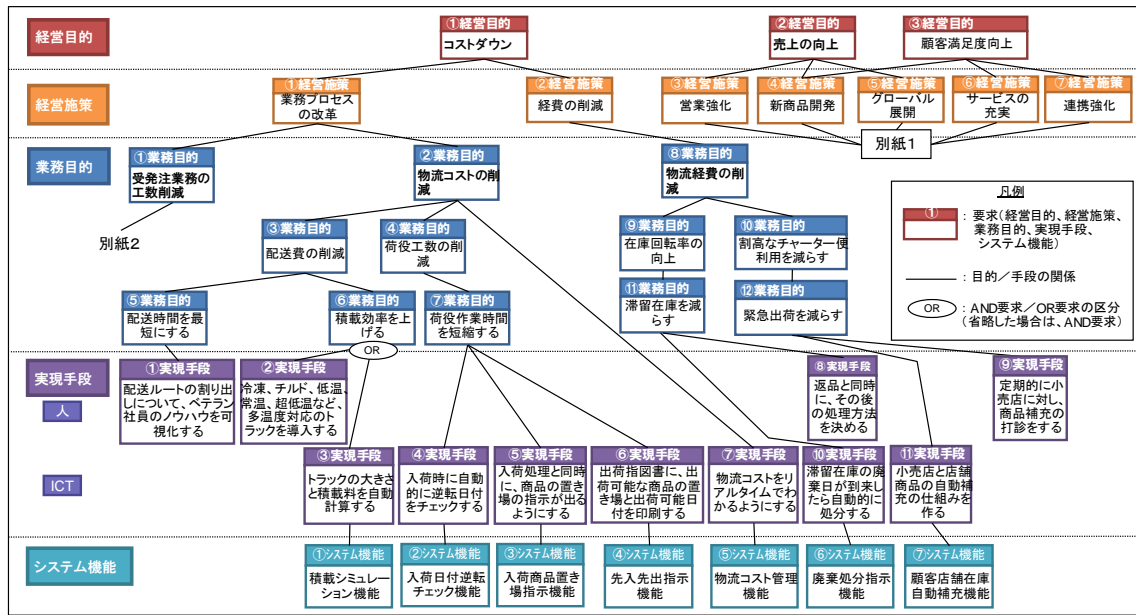 経営目的
①経営目的
コストダウン
②経営目的
売上の向上
③経営目的
顧客満足度向上
経営施策
①経営施策
業務プロセス
の改革
②経営施策
経費の削減
③経営施策
営業強化
④経営施策
新商品開発
⑤経営施策
グローバル
展開
⑥経営施策
サービスの
充実
⑦経営施策
連携強化
別紙1
業務目的
①業務目的
受発注業務の
工数削減
別紙2
②業務目的
物流コストの削
減
⑧業務目的
物流経費の削
減
③業務目的
配送費の削減
④業務目的
荷役工数の削
減
⑨業務目的
在庫回転率の
向上
⑩業務目的
割高なチャーター便
利用を減らす
⑤業務目的
配送時間を最
短にする
⑥業務目的
積載効率を上
げる
OR
⑦業務目的
荷役作業時間
を短縮する
⑪業務目的
滞留在庫を減
らす
⑫業務目的
緊急出荷を減らす
凡例
①
:要求(経営目的、経営施策、
業務目的、実現手段、
システム機能)
:目的/手段の関係
OR
:AND要求/OR要求の区分
(省略した場合は、AND要求)
実現手段
人
①実現手段
配送ルートの割り出
しについて、ベテラン
社員のノウハウを可
視化する
②実現手段
冷凍、チルド、低温、
常温、超低温など、
多温度対応のト
ラックを導入する
⑧実現手段
返品と同時
に、その後
の処理方法
を決める
⑨実現手段
定期的に小
売店に対し、
商品補充の
打診をする
ICT
③実現手段
トラックの大きさ
と積載料を自動
計算する
④実現手段
入荷時に自動
的に逆転日付
をチェックする
⑤実現手段
入荷処理と同時
に、商品の置き
場の指示が出る
ようにする
⑥実現手段
出荷指図書に、出荷
可能な商品の置
き場と出荷可能日
付を印刷する
⑦実現手段
物流コストをリ
アルタイムでわ
かるようにする
⑩実現手段
滞留在庫の廃
棄日が到来し
たら自動的に
処分する
⑪実現手段
小売店と店舗
商品の自動補
充の仕組みを
作る
システム機能
①システム機能
積載シミュレー
ション機能
②システム機能
入荷日付逆転
チェック機能
③システム機能
入荷商品置き
場指示機能
④システム機能
先入先出指示
機能
⑤システム機能
物流コスト管理
機能
⑥システム機能
廃棄処分指示
機能
⑦システム機能
顧客店舗在庫
自動補充機能